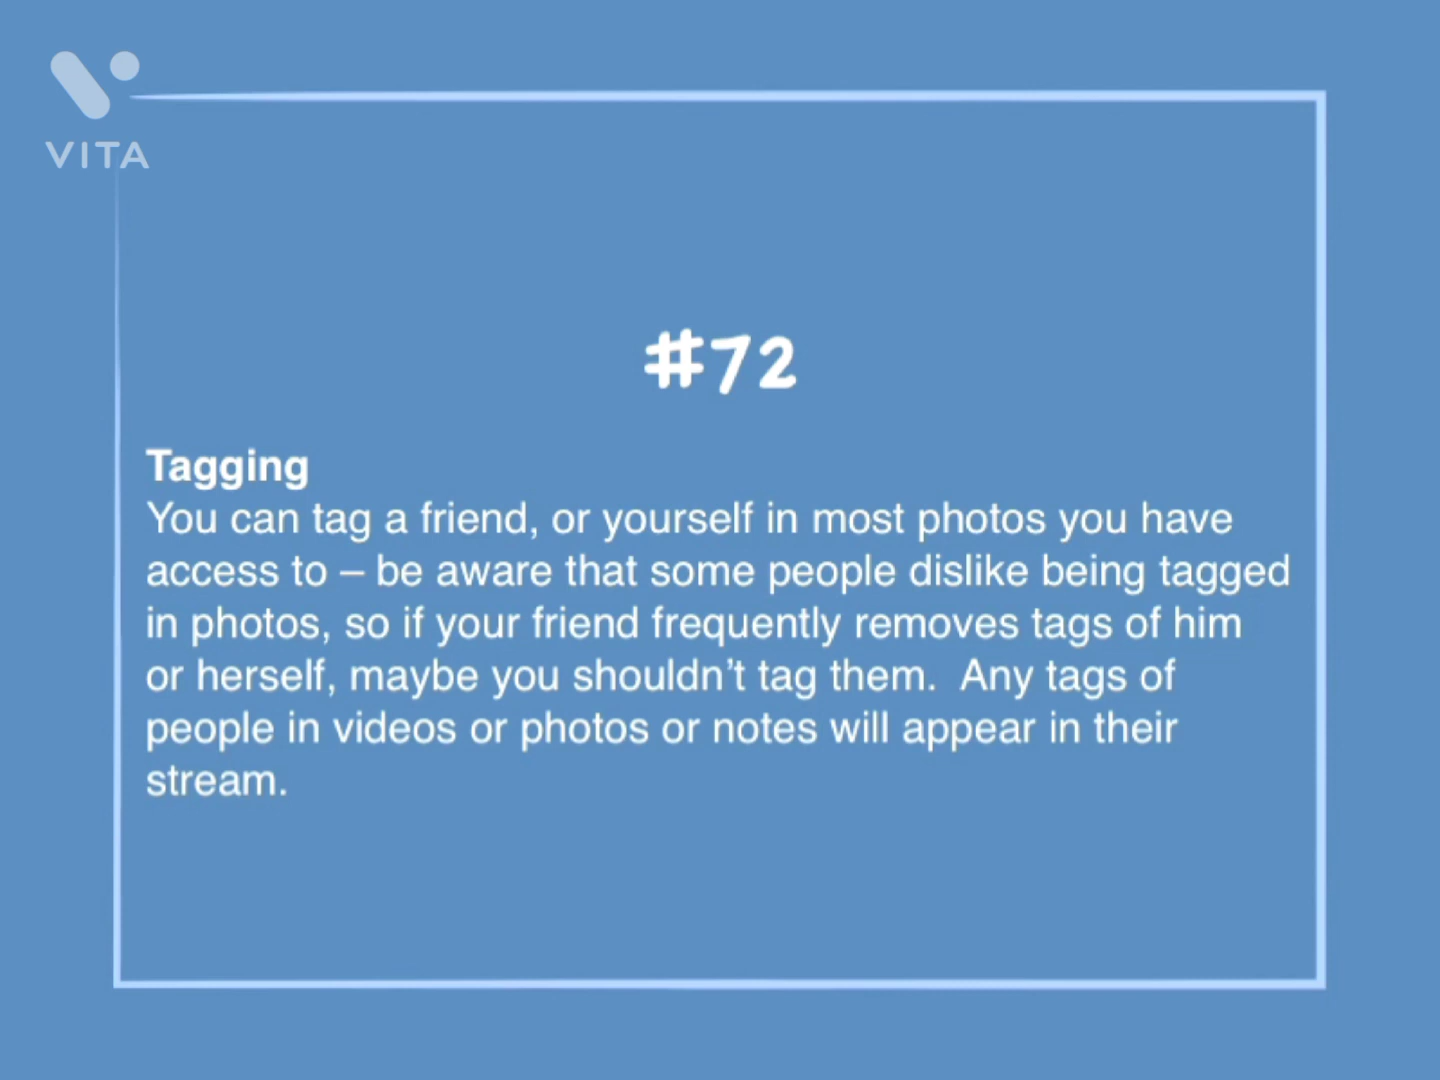 VITA
#72
Tagging
You can tag a friend, or yourself in most photos you have
access to – be aware that some people dislike being tagged
in photos, so if your friend frequently removes tags of him
or herself, maybe you shouldn’t tag them.  Any tags of
people in videos or photos or notes will appear in their
stream.